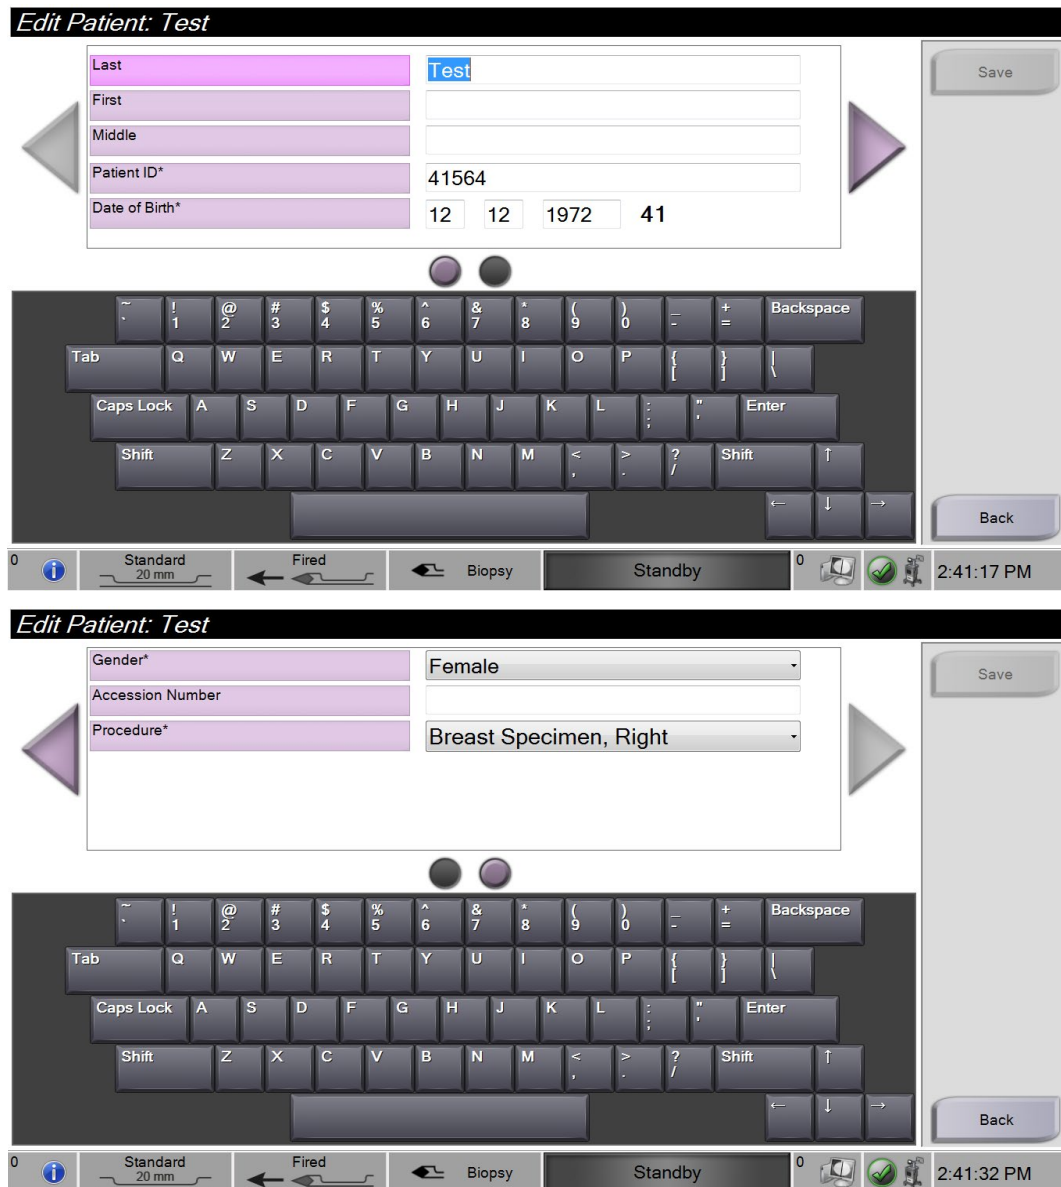 Edit Patient: Test
Last Test
First
Middle
Patient ID* 41564
Date of Birth* 12 12 1972 41
Save
~ ! @ # $ % ^ & * ( ) _ + Backspace
` 1 2 3 4 5 6 7 8 9 0 - =
Tab Q W E R T Y U I O P { } |
[ ] \
Caps Lock A S D F G H J K L : " Enter
; '
Shift Z X C V B N M < > ? Shift ↑
, . /
← ↓ →
Back
0 Standard Fired Biopsy Standby 0 2:41:17 PM
20 mm
Edit Patient: Test
Gender* Female
Accession Number
Procedure* Breast Specimen, Right
Save
~ ! @ # $ % ^ & * ( ) _ + Backspace
` 1 2 3 4 5 6 7 8 9 0 - =
Tab Q W E R T Y U I O P { } |
[ ] \
Caps Lock A S D F G H J K L : " Enter
; '
Shift Z X C V B N M < > ? Shift ↑
, . /
← ↓ →
Back
0 Standard Fired Biopsy Standby 0 2:41:32 PM
20 mm